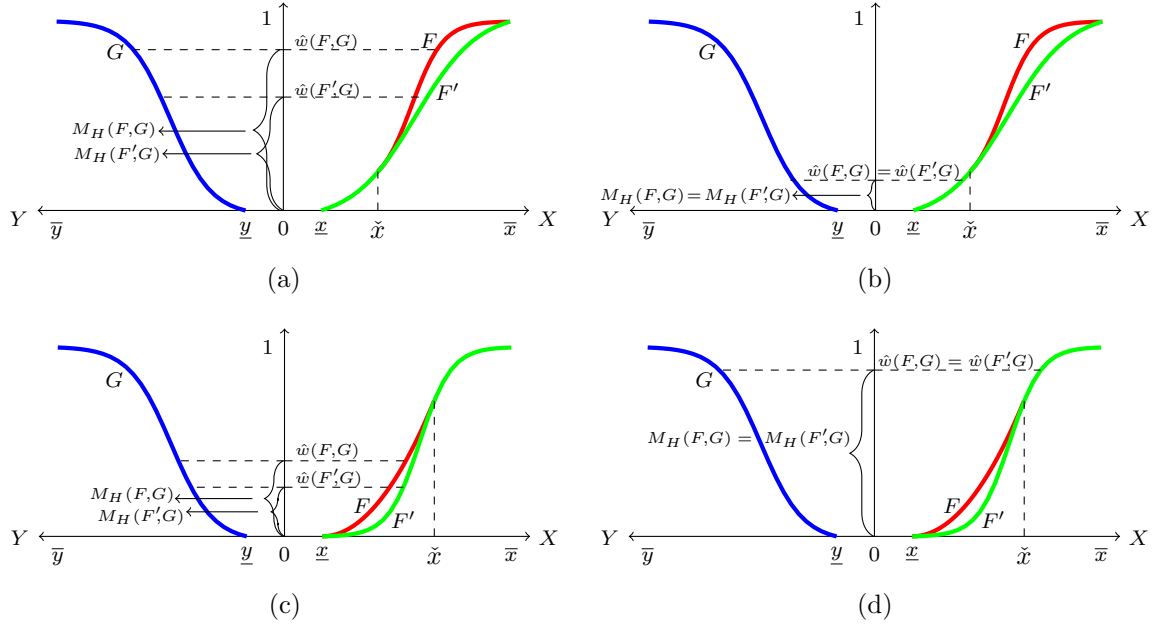 1
G
ŵ(F,G)
F
ŵ(F′,G)
F′
M_H(F,G)
M_H(F′,G)
Y
y̅
y̲
0
x̲
x̌
x̅
X
(a)
1
G
F
F′
ŵ(F,G) = ŵ(F′,G)
M_H(F,G) = M_H(F′,G)
Y
y̅
y̲
0
x̲
x̌
x̅
X
(b)
1
G
ŵ(F,G)
ŵ(F′,G)
M_H(F,G)
M_H(F′,G)
F
F′
Y
y̅
y̲
0
x̲
x̌
x̅
X
(c)
1
ŵ(F,G) = ŵ(F′,G)
G
M_H(F,G) = M_H(F′,G)
F
F′
Y
y̅
y̲
0
x̲
x̌
x̅
X
(d)